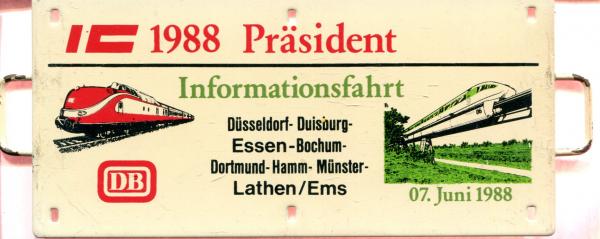 IC 1988 Präsident
Informationsfahrt
Düsseldorf- Duisburg-
Essen-Bochum-
Dortmund-Hamm- Münster-
Lathen/Ems
DB
07. Juni 1988